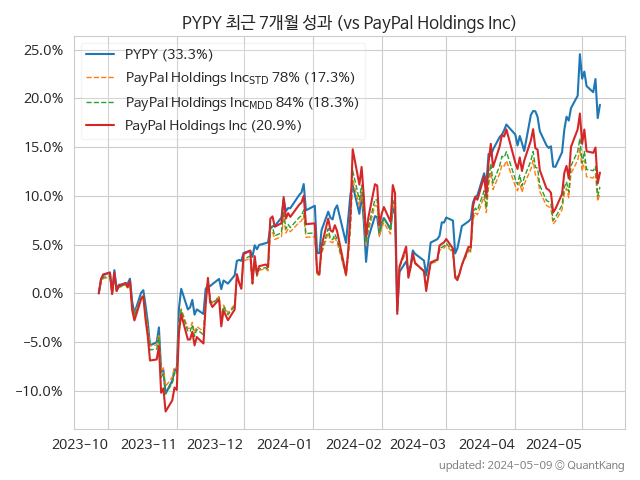 PYPY 최근 7개월 성과 (vs PayPal Holdings Inc)
25.0%
20.0%
15.0%
10.0%
5.0%
0.0%
−5.0%
−10.0%
PYPY (33.3%)
PayPal Holdings IncSTD 78% (17.3%)
PayPal Holdings IncMDD 84% (18.3%)
PayPal Holdings Inc (20.9%)
2023-10 2023-11 2023-12 2024-01 2024-02 2024-03 2024-04 2024-05
updated: 2024-05-09 © QuantKang